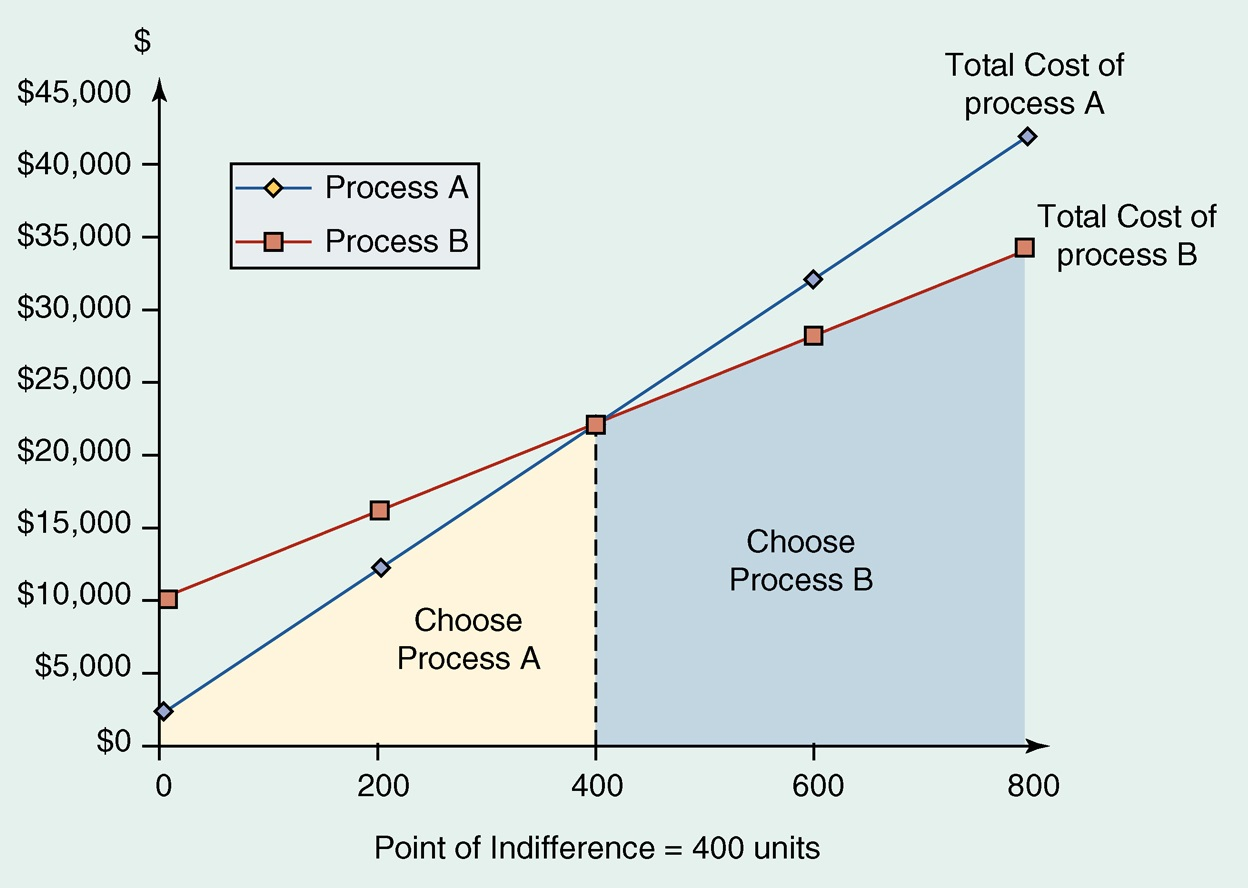 $
$45,000
$40,000
$35,000
$30,000
$25,000
$20,000
$15,000
$10,000
$5,000
$0
Process A
Process B
Total Cost of
process A
Total Cost of
process B
Choose
Process A
Choose
Process B
0 200 400 600 800
Point of Indifference = 400 units